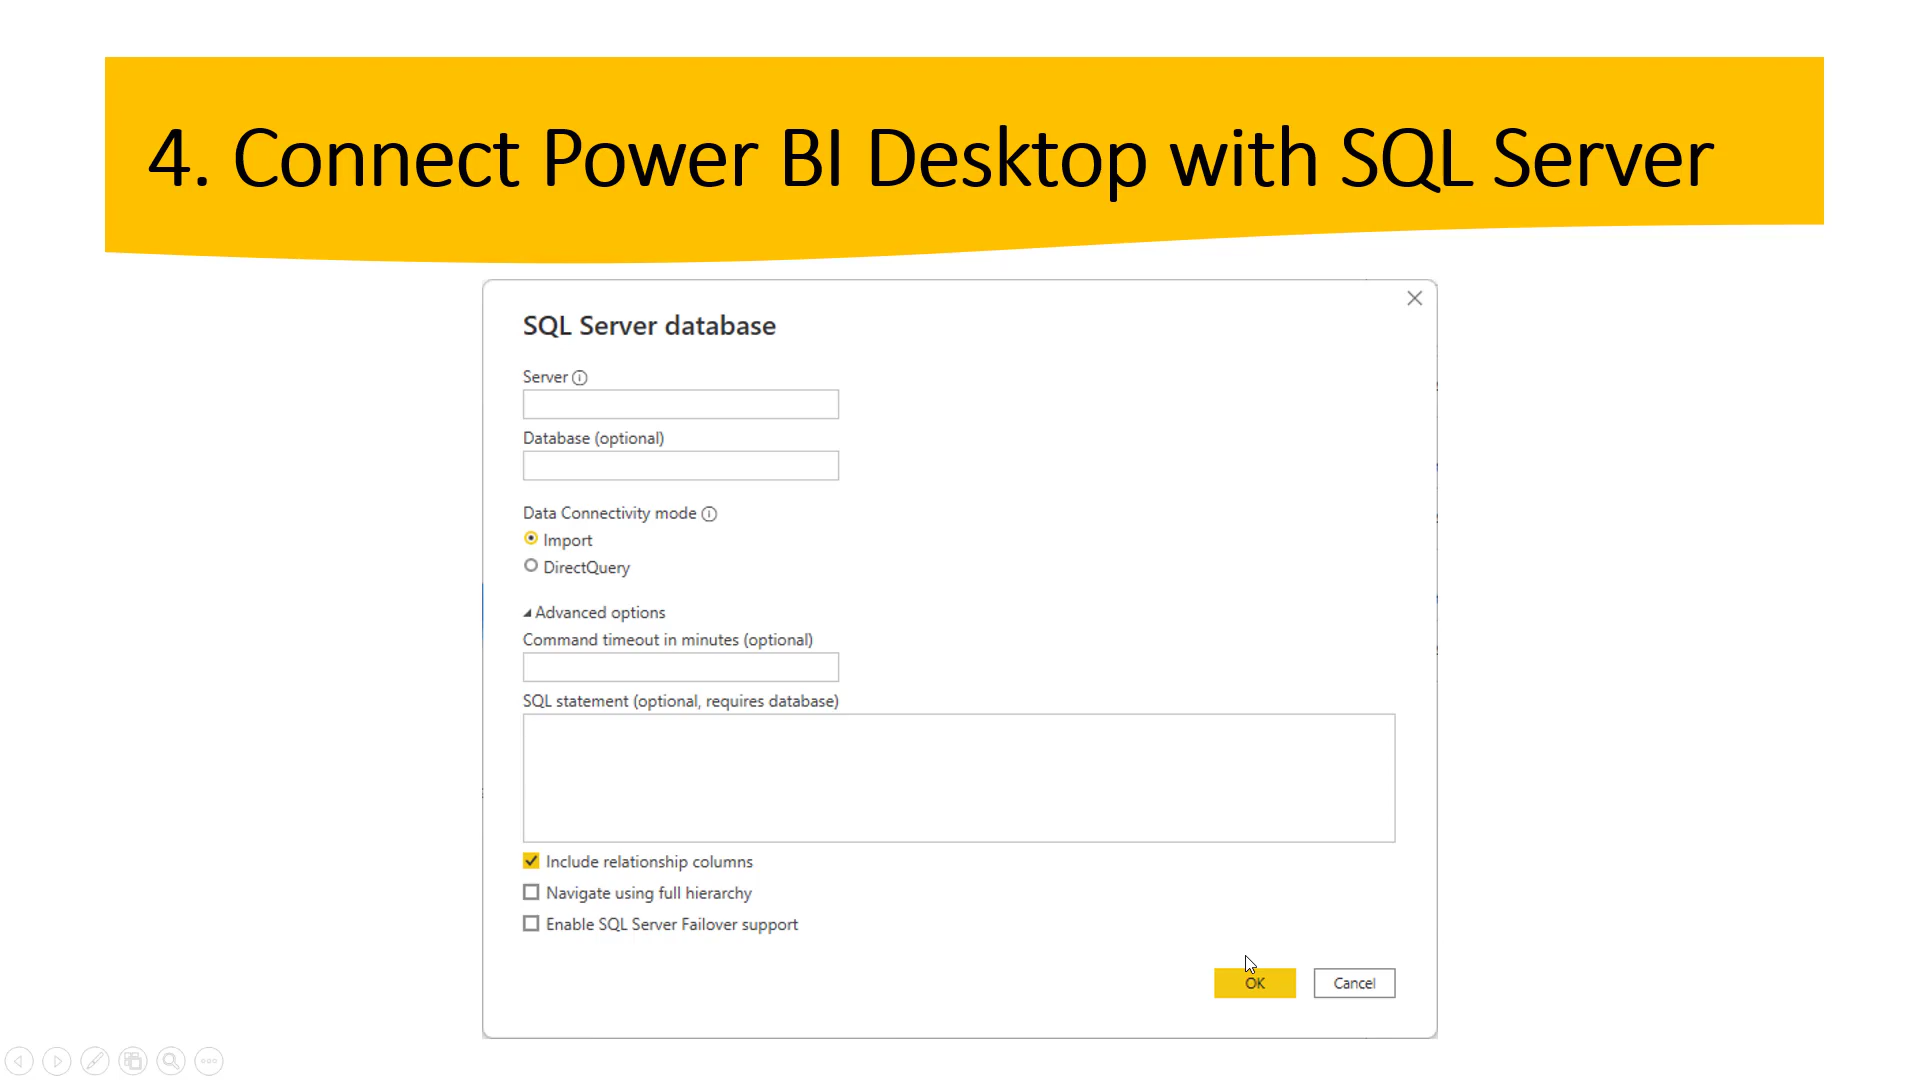 4. Connect Power BI Desktop with SQL Server
SQL Server database
Server
Database (optional)
Data Connectivity mode
Import
DirectQuery
Advanced options
Command timeout in minutes (optional)
SQL statement (optional, requires database)
Include relationship columns
Navigate using full hierarchy
Enable SQL Server Failover support
OK Cancel